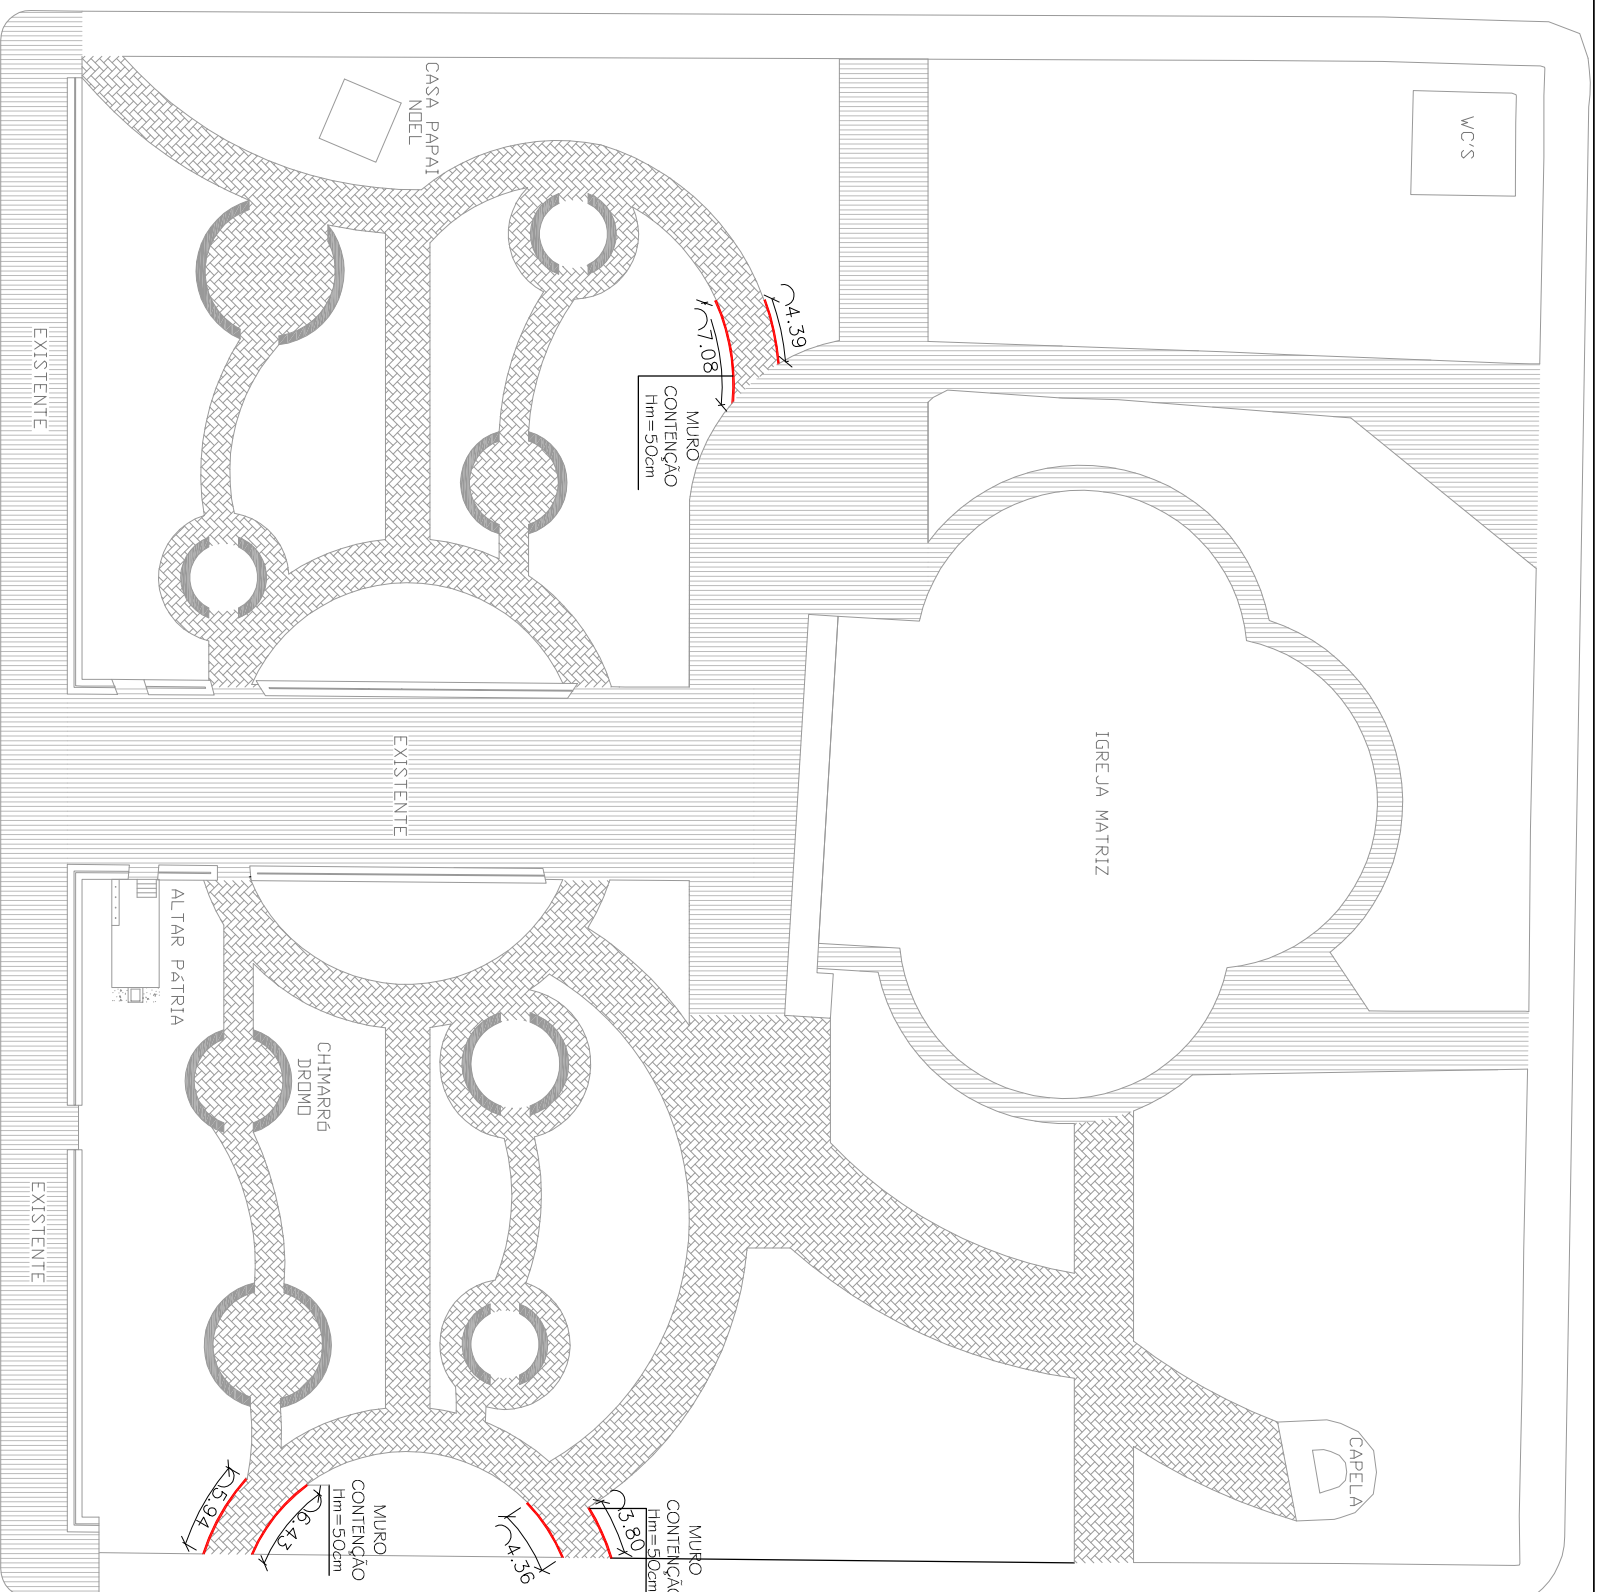 CASA PAPAI
NOEL
WC'S
4.39
7.08
MURO
CONTENÇÃO
Hm=50cm
EXISTENTE
EXISTENTE
IGREJA MATRIZ
ALTAR PÁTRIA
CHIMARRÓ
DROMO
EXISTENTE
CAPELA
5.94
6.43
MURO
CONTENÇÃO
Hm=50cm
4.36
3.80
MURO
CONTENÇÃO
Hm=50cm